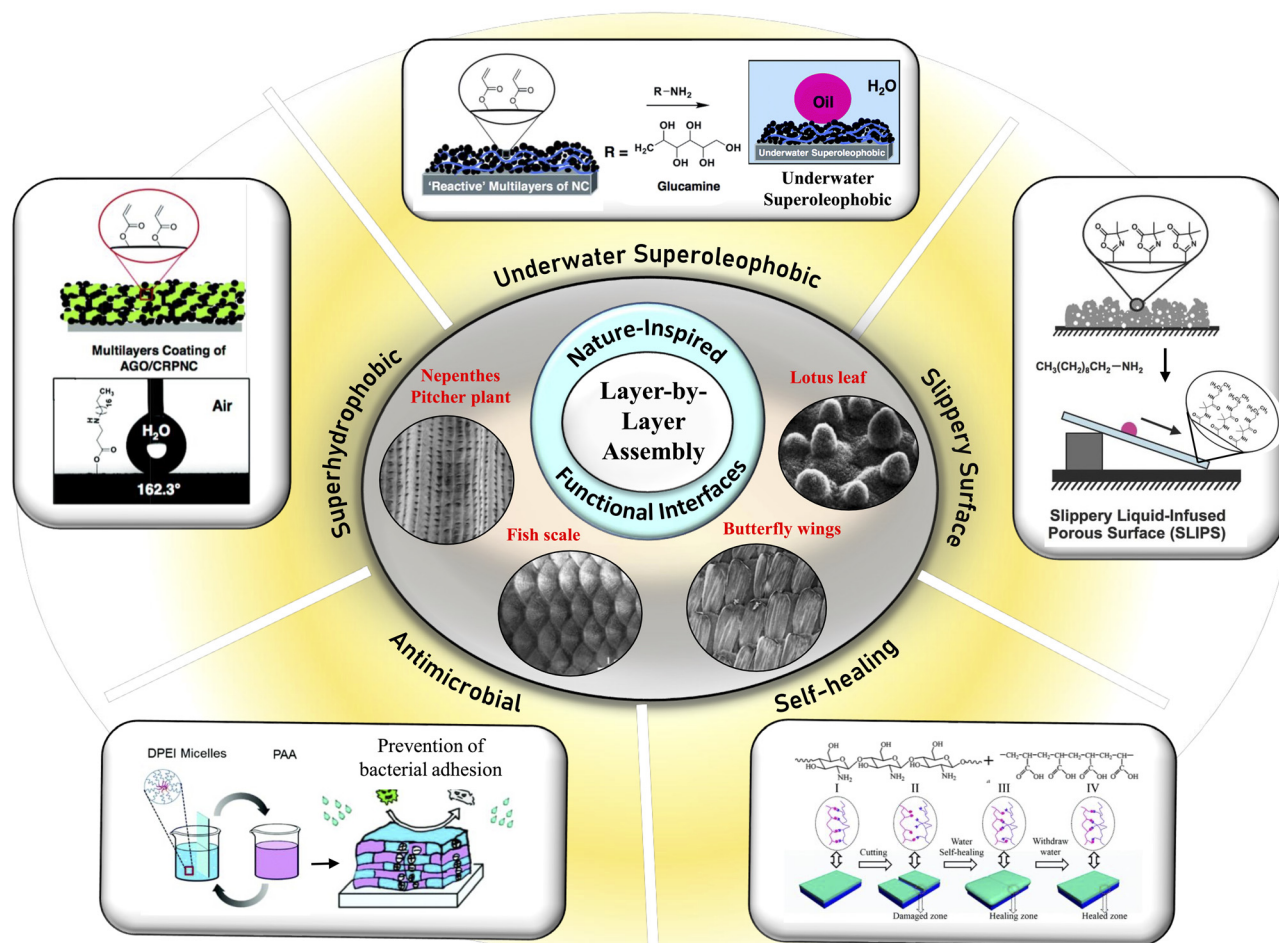 R−NH₂
O
O
O
O
R =
H₂C
OH
OH
OH
OH
OH
Glucamine
'Reactive' Multilayers of NC
Oil
H₂O
Underwater Superoleophobic
Underwater
Superoleophobic
O
O
O
O
Multilayers Coating of
AGO/CRPNC
Air
CH₃
16
H₂O
162.3°
CH₃(CH₂)₈CH₂−NH₂
Slippery Liquid-Infused
Porous Surface (SLIPS)
Underwater Superoleophobic
Superhydrophobic
Slippery Surface
Antimicrobial
Self-healing
Nature-Inspired
Layer-by-
Layer
Assembly
Functional Interfaces
Nepenthes
Pitcher plant
Lotus leaf
Fish scale
Butterfly wings
DPEI Micelles
PAA
Prevention of
bacterial adhesion
I
II
III
IV
Cutting
Water
Self-healing
Withdraw
water
Damaged zone
Healing zone
Healed zone